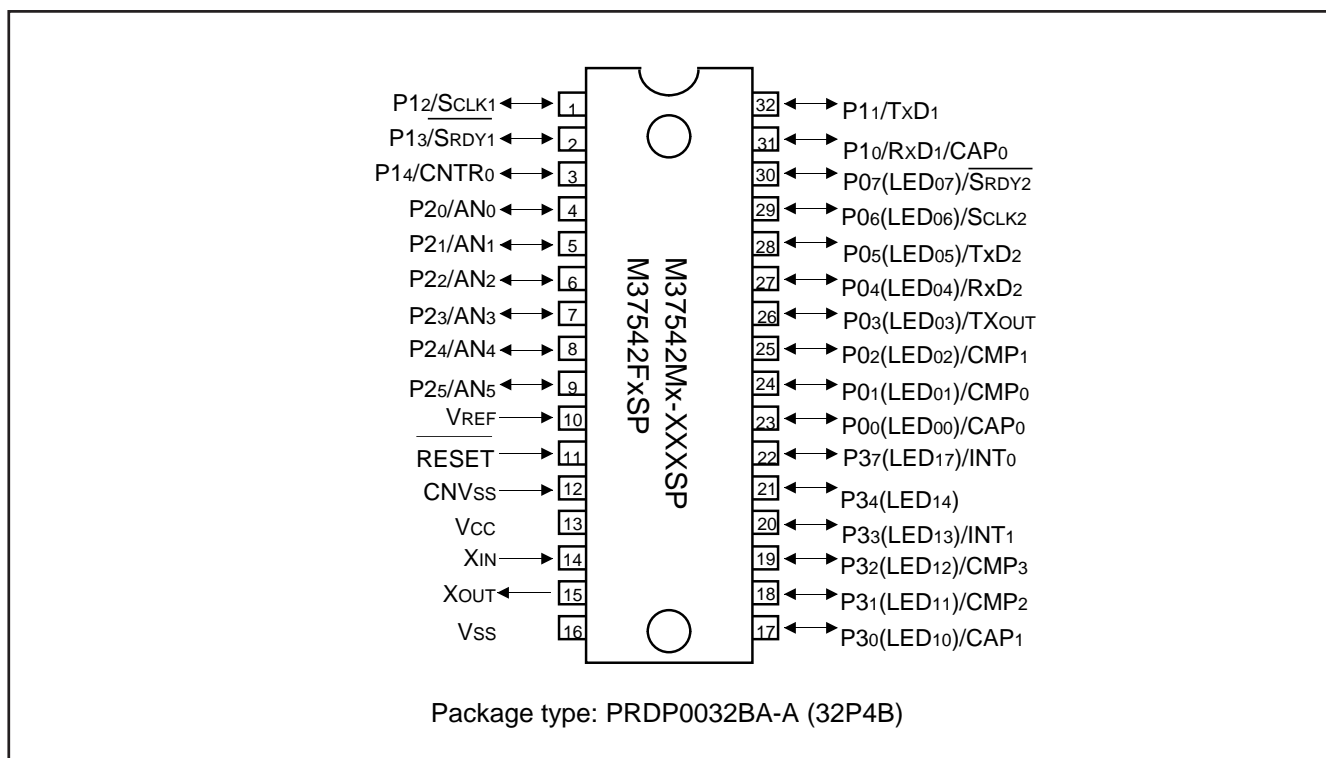 P12/SCLK1 1
P13/SRDY1 2
P14/CNTR0 3
P20/AN0 4
P21/AN1 5
P22/AN2 6
P23/AN3 7
P24/AN4 8
P25/AN5 9
VREF 10
RESET 11
CNVSS 12
VCC 13
XIN 14
XOUT 15
VSS 16
M37542Mx-XXXSP
M37542FxSP
32 P11/TXD1
31 P10/RXD1/CAP0
30 P07(LED07)/SRDY2
29 P06(LED06)/SCLK2
28 P05(LED05)/TxD2
27 P04(LED04)/RxD2
26 P03(LED03)/TXOUT
25 P02(LED02)/CMP1
24 P01(LED01)/CMP0
23 P00(LED00)/CAP0
22 P37(LED17)/INT0
21 P34(LED14)
20 P33(LED13)/INT1
19 P32(LED12)/CMP3
18 P31(LED11)/CMP2
17 P30(LED10)/CAP1
Package type: PRDP0032BA-A (32P4B)